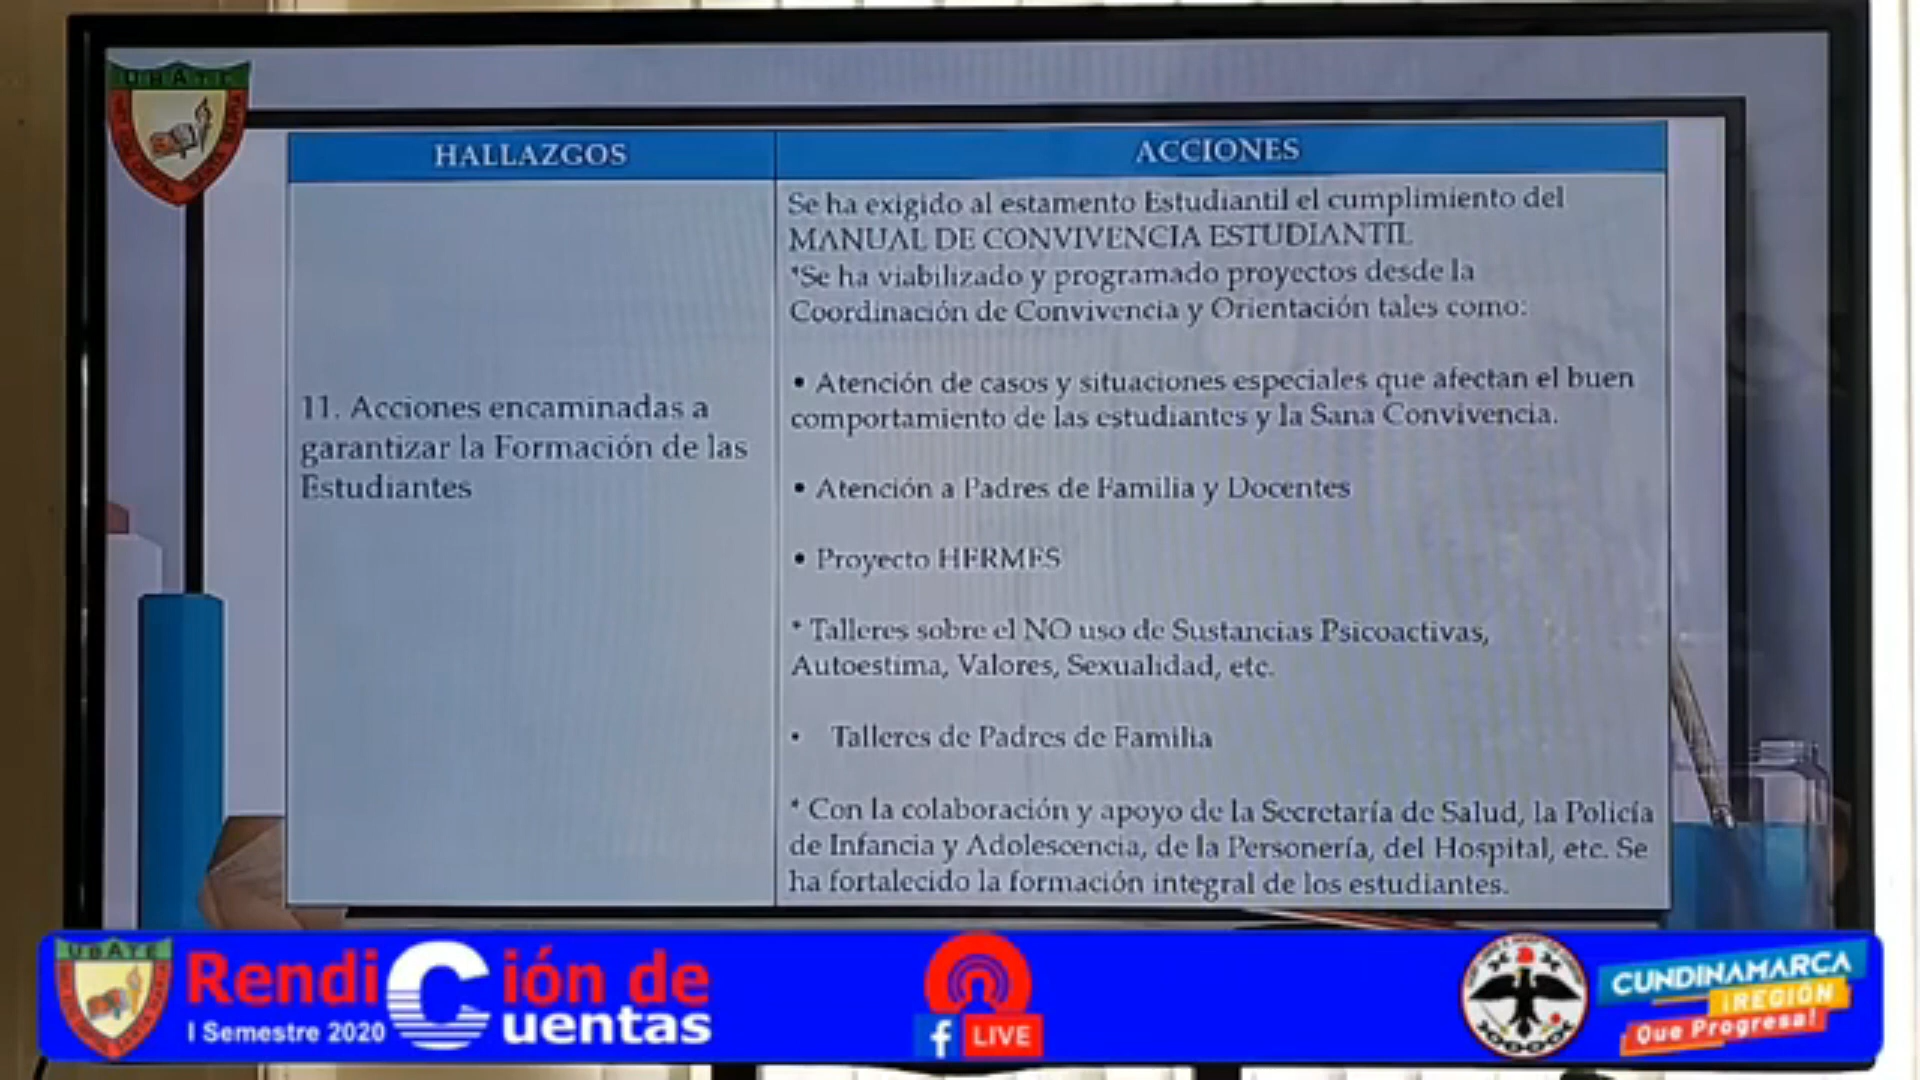 UBATE
HALLAZGOS
ACCIONES
11. Acciones encaminadas a
garantizar la Formación de las
Estudiantes
Se ha exigido al estamento Estudiantil el cumplimiento del
MANUAL DE CONVIVENCIA ESTUDIANTIL
*Se ha viabilizado y programado proyectos desde la
Coordinación de Convivencia y Orientación tales como:
• Atención de casos y situaciones especiales que afectan el buen
comportamiento de las estudiantes y la Sana Convivencia.
• Atención a Padres de Familia y Docentes
• Proyecto HERMES
* Talleres sobre el NO uso de Sustancias Psicoactivas,
Autoestima, Valores, Sexualidad, etc.
• Talleres de Padres de Familia
* Con la colaboración y apoyo de la Secretaría de Salud, la Policía
de Infancia y Adolescencia, de la Personería, del Hospital, etc. Se
ha fortalecido la formación integral de los estudiantes.
UBATE
Rendición de
Cuentas
I Semestre 2020
f LIVE
CUNDINAMARCA
¡REGIÓN
Que Progresa!